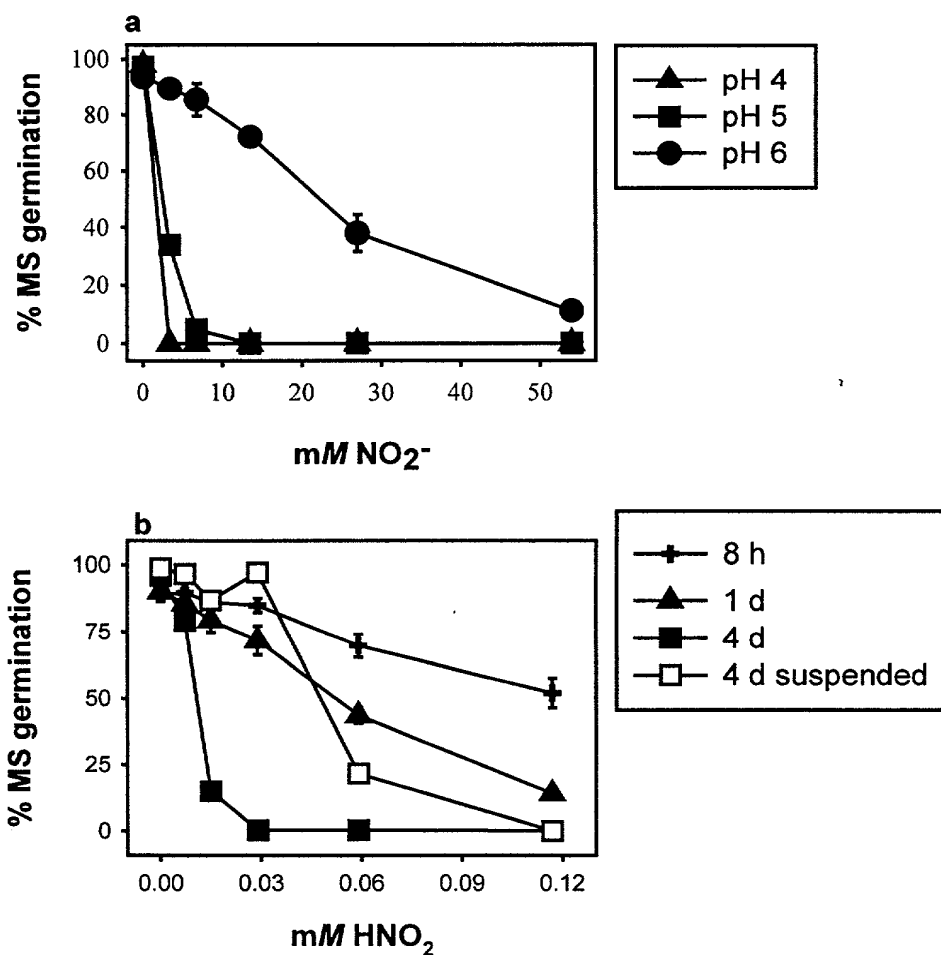 a
100
80
60
40
20
0
% MS germination
0 10 20 30 40 50
mM NO2-
pH 4
pH 5
pH 6
b
100
75
50
25
0
% MS germination
0.00 0.03 0.06 0.09 0.12
mM HNO2
8 h
1 d
4 d
4 d suspended